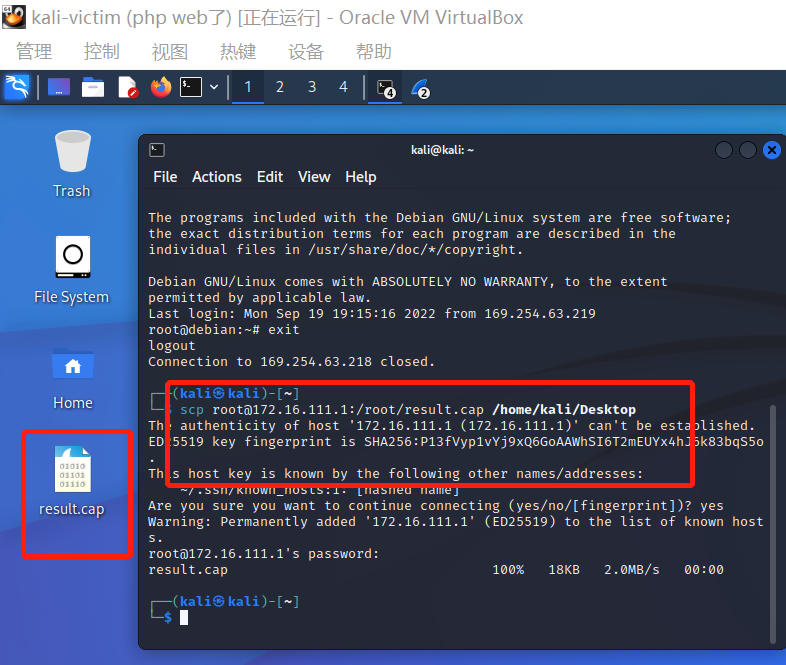 kali-victim (php web了) [正在运行] - Oracle VM VirtualBox
管理 控制 视图 热键 设备 帮助
1 2 3 4 4 2
kali@kali: ~
File Actions Edit View Help
Trash
File System
Home
01010
01101
01110
result.cap
The programs included with the Debian GNU/Linux system are free software;
the exact distribution terms for each program are described in the
individual files in /usr/share/doc/*/copyright.
Debian GNU/Linux comes with ABSOLUTELY NO WARRANTY, to the extent
permitted by applicable law.
Last login: Mon Sep 19 19:15:16 2022 from 169.254.63.219
root@debian:~# exit
logout
Connection to 169.254.63.218 closed.
┌──(kali㉿kali)-[~]
└─$ scp root@172.16.111.1:/root/result.cap /home/kali/Desktop
The authenticity of host '172.16.111.1 (172.16.111.1)' can't be established.
ED25519 key fingerprint is SHA256:P13fVyp1vYj9xQ6GoAAWhSI6T2mEUYx4hJ6k83bqS5o
.
This host key is known by the following other names/addresses:
~/.ssh/known_hosts:1: [hashed name]
Are you sure you want to continue connecting (yes/no/[fingerprint])? yes
Warning: Permanently added '172.16.111.1' (ED25519) to the list of known host
s.
root@172.16.111.1's password:
result.cap 100% 18KB 2.0MB/s 00:00
┌──(kali㉿kali)-[~]
└─$